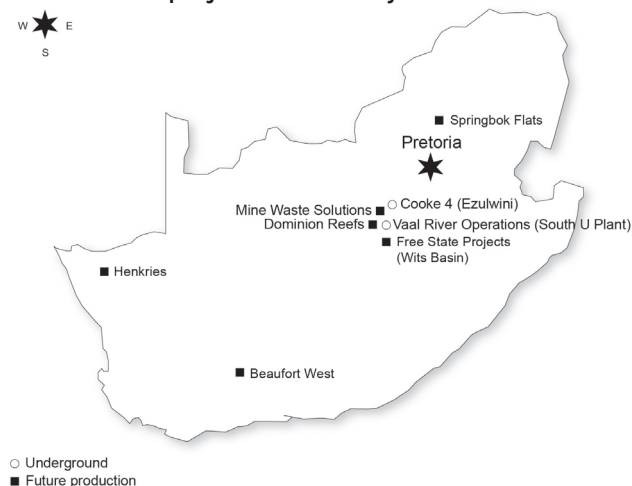 W E
S
Springbok Flats
Pretoria
Cooke 4 (Ezulwini)
Mine Waste Solutions
Vaal River Operations (South U Plant)
Dominion Reefs
Free State Projects
(Wits Basin)
Henkries
Beaufort West
Underground
Future production